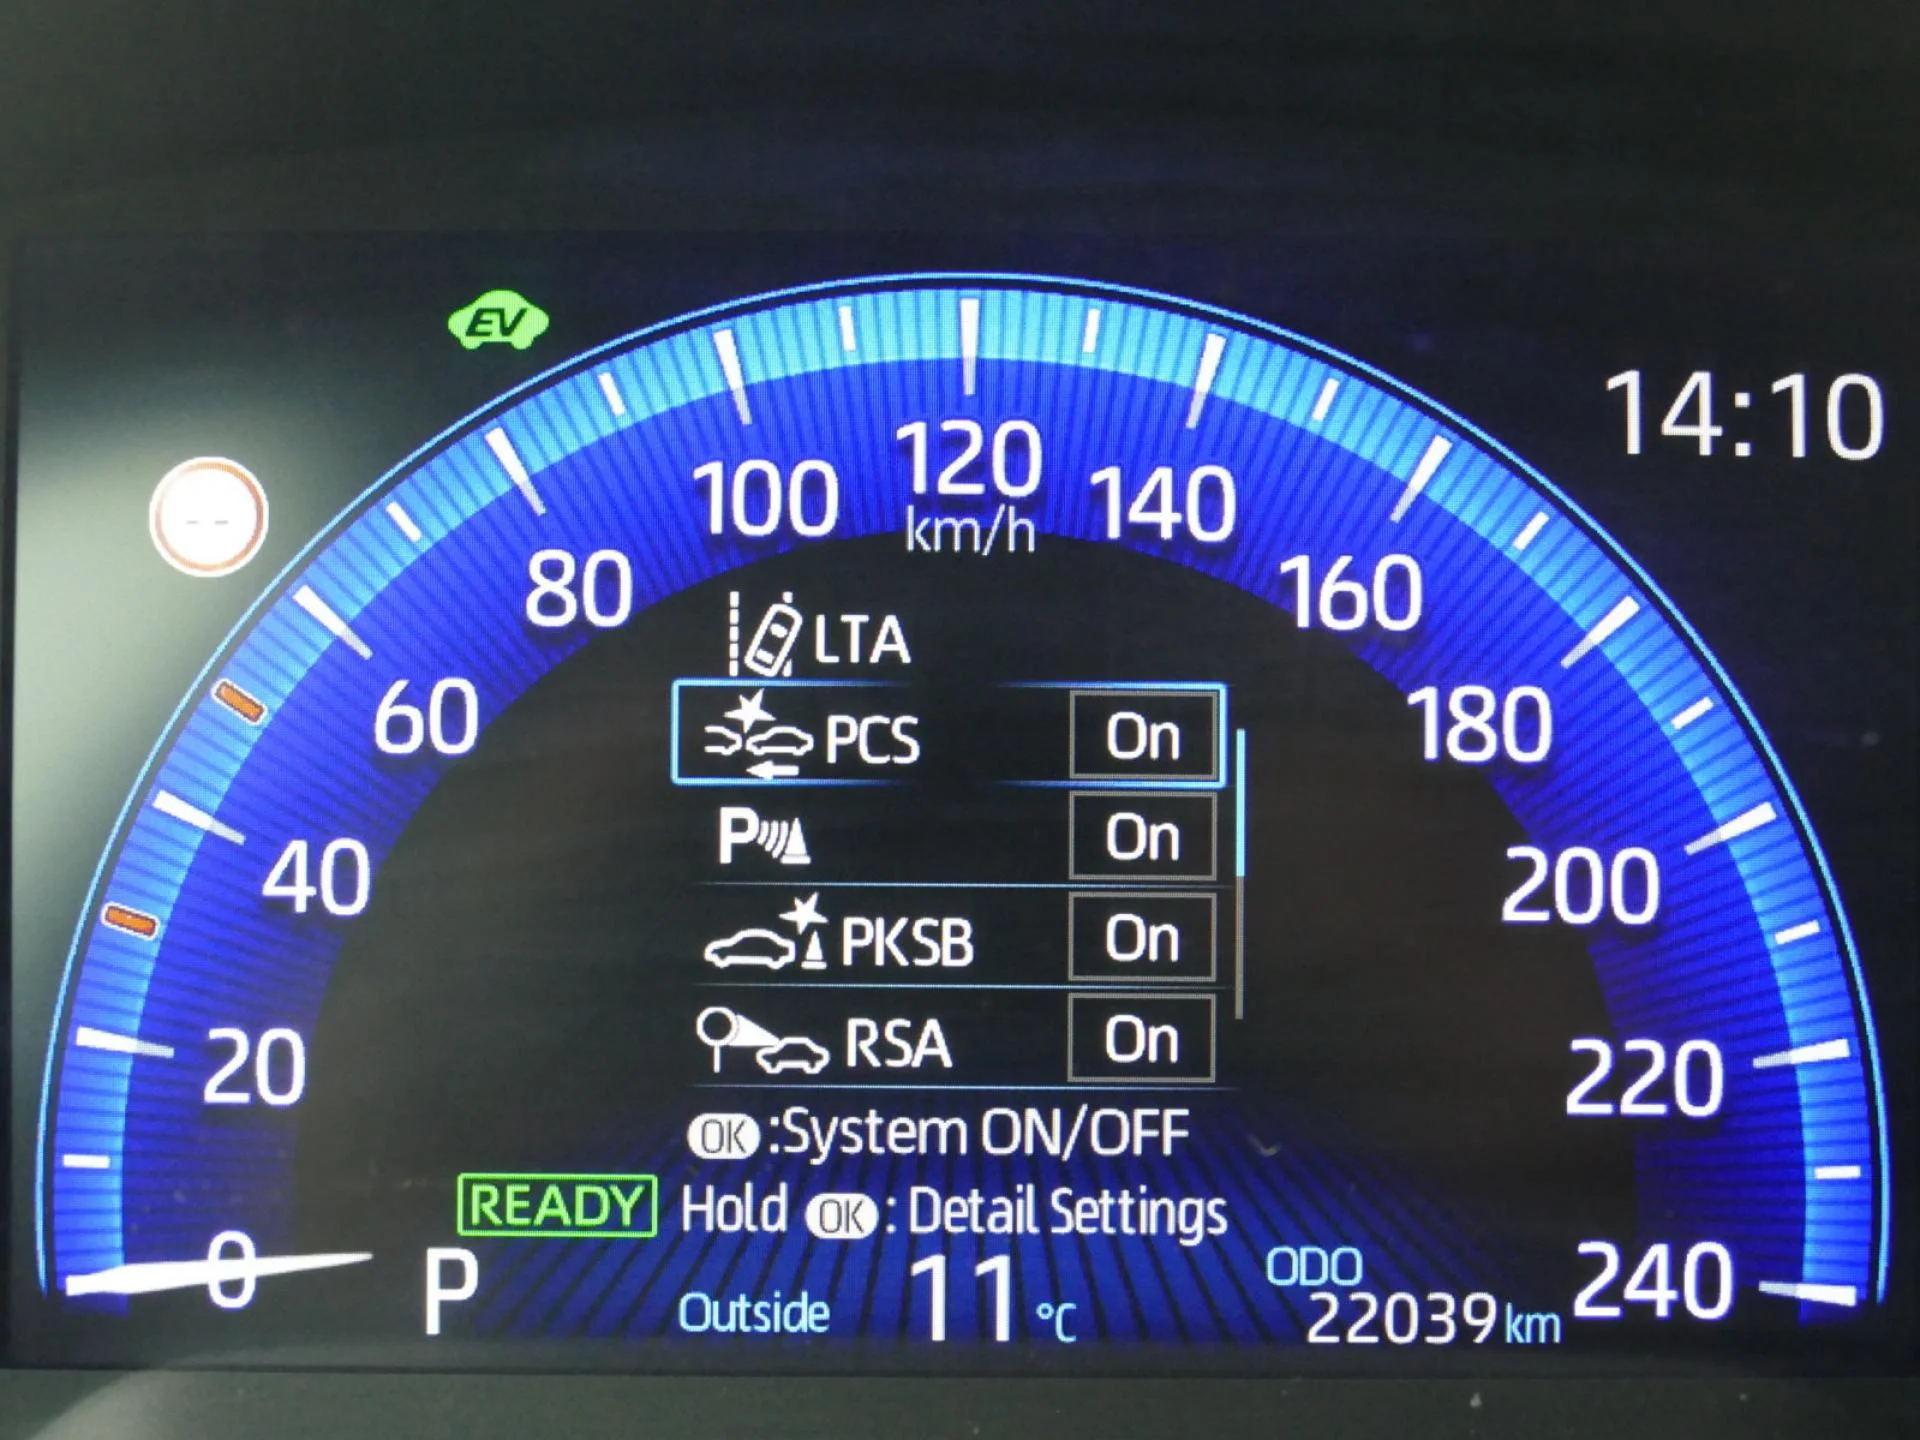 EV
14:10
--
0
20
40
60
80
100
120
km/h
140
160
180
200
220
240
LTA
PCS On
P On
PKSB On
RSA On
OK :System ON/OFF
READY Hold OK : Detail Settings
P Outside 11 °C ODO
22039 km